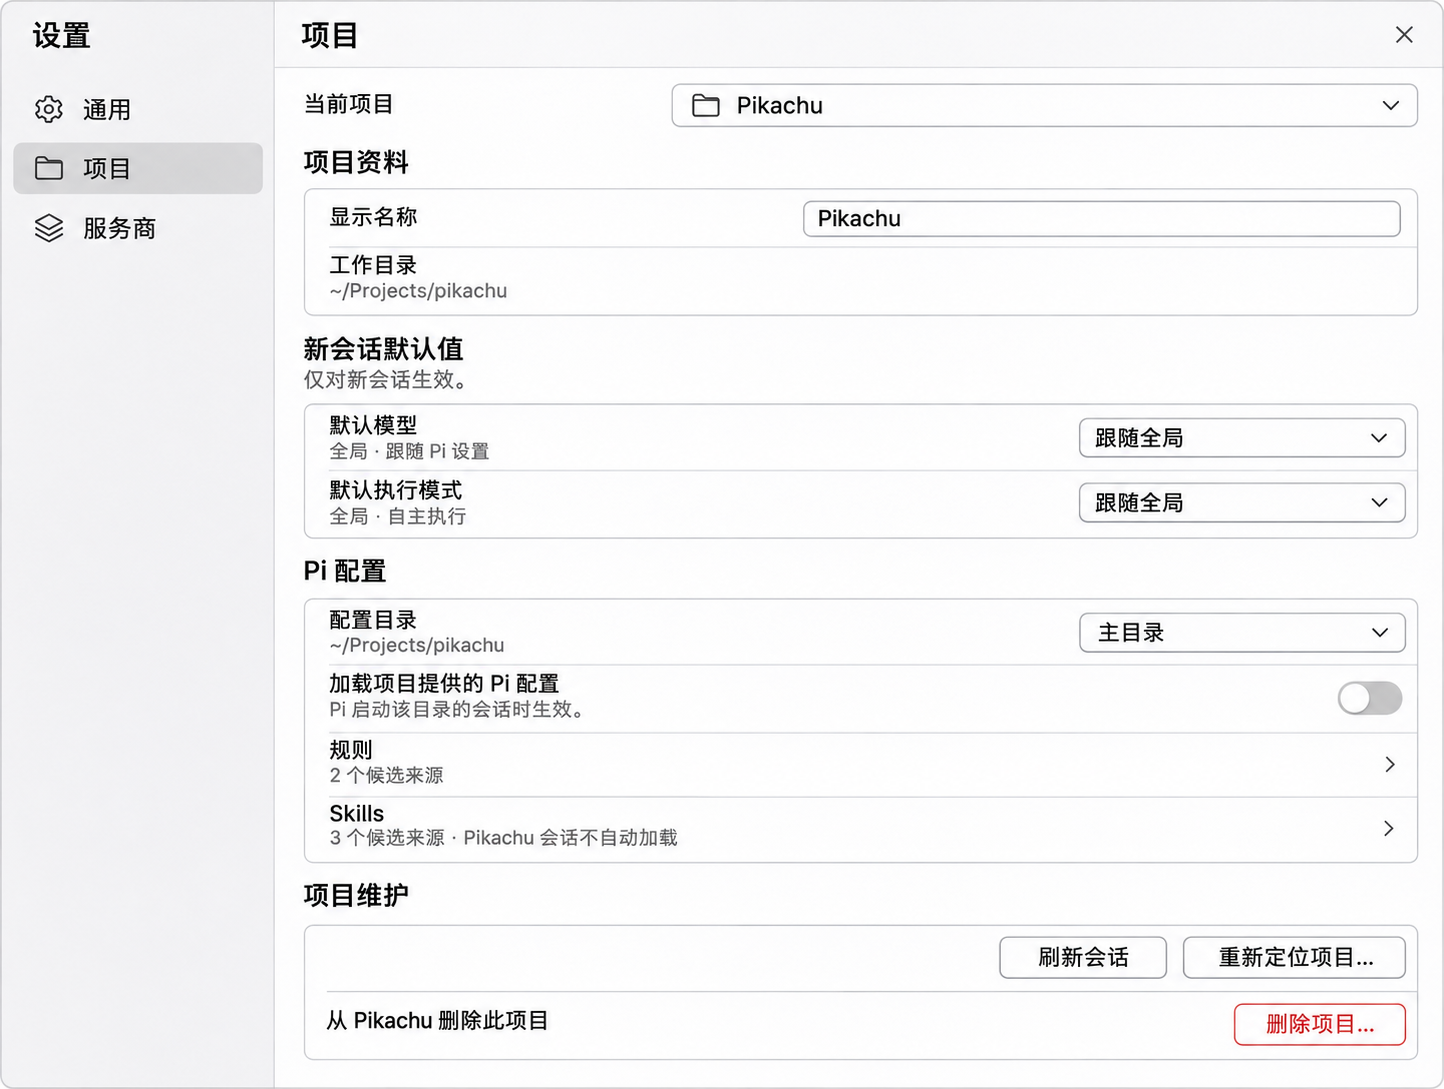 设置
通用
项目
服务商
项目
当前项目
Pikachu
项目资料
显示名称
Pikachu
工作目录
~/Projects/pikachu
新会话默认值
仅对新会话生效。
默认模型
全局 · 跟随 Pi 设置
跟随全局
默认执行模式
全局 · 自主执行
跟随全局
Pi 配置
配置目录
~/Projects/pikachu
主目录
加载项目提供的 Pi 配置
Pi 启动该目录的会话时生效。
规则
2 个候选来源
Skills
3 个候选来源 · Pikachu 会话不自动加载
项目维护
刷新会话
重新定位项目...
从 Pikachu 删除此项目
删除项目...